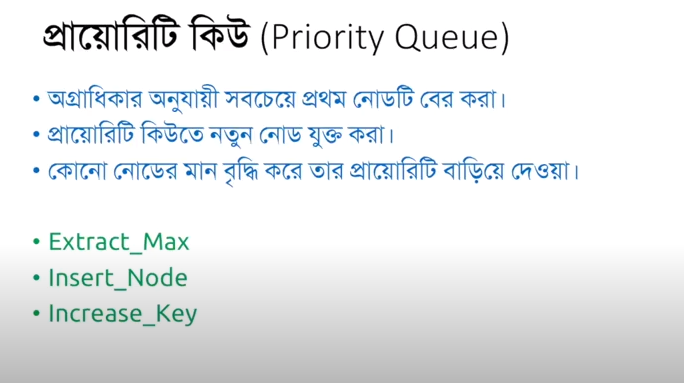 প্রায়োরিটি কিউ (Priority Queue)
• অগ্রাধিকার অনুযায়ী সবচেয়ে প্রথম নোডটি বের করা।
• প্রায়োরিটি কিউতে নতুন নোড যুক্ত করা।
• কোনো নোডের মান বৃদ্ধি করে তার প্রায়োরিটি বাড়িয়ে দেওয়া।
• Extract_Max
• Insert_Node
• Increase_Key